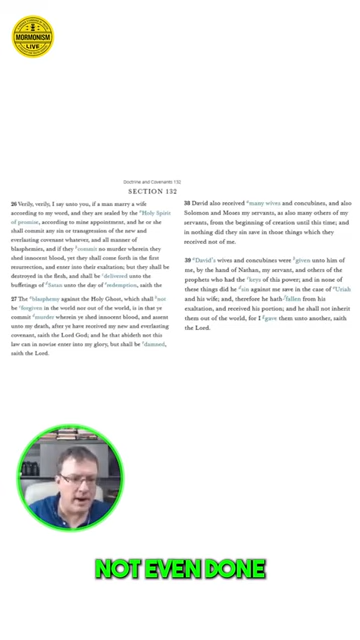 MORMONISM
LIVE
Doctrine and Covenants 132
SECTION 132
26 Verily, verily, I say unto you, if a man marry a wife
according to my word, and they are sealed by the Holy Spirit
of promise, according to mine appointment, and he or she
shall commit any sin or transgression of the new and
everlasting covenant whatever, and all manner of
blasphemies, and if they commit no murder wherein they
shed innocent blood, yet they shall come forth in the first
resurrection, and enter into their exaltation; but they shall be
destroyed in the flesh, and shall be delivered unto the
buffetings of Satan unto the day of redemption, saith the
27 The blasphemy against the Holy Ghost, which shall not
be forgiven in the world nor out of the world, is in that ye
commit murder wherein ye shed innocent blood, and assent
unto my death, after ye have received my new and everlasting
covenant, saith the Lord God; and he that abideth not this
law can in nowise enter into my glory, but shall be damned,
saith the Lord.
38 David also received many wives and concubines, and also
Solomon and Moses my servants, as also many others of my
servants, from the beginning of creation until this time; and
in nothing did they sin save in those things which they
received not of me.
39 David's wives and concubines were given unto him of
me, by the hand of Nathan, my servant, and others of the
prophets who had the keys of this power; and in none of
these things did he sin against me save in the case of Uriah
and his wife; and, therefore he hath fallen from his
exaltation, and received his portion; and he shall not inherit
them out of the world, for I gave them unto another, saith
the Lord.
NOT EVEN DONE